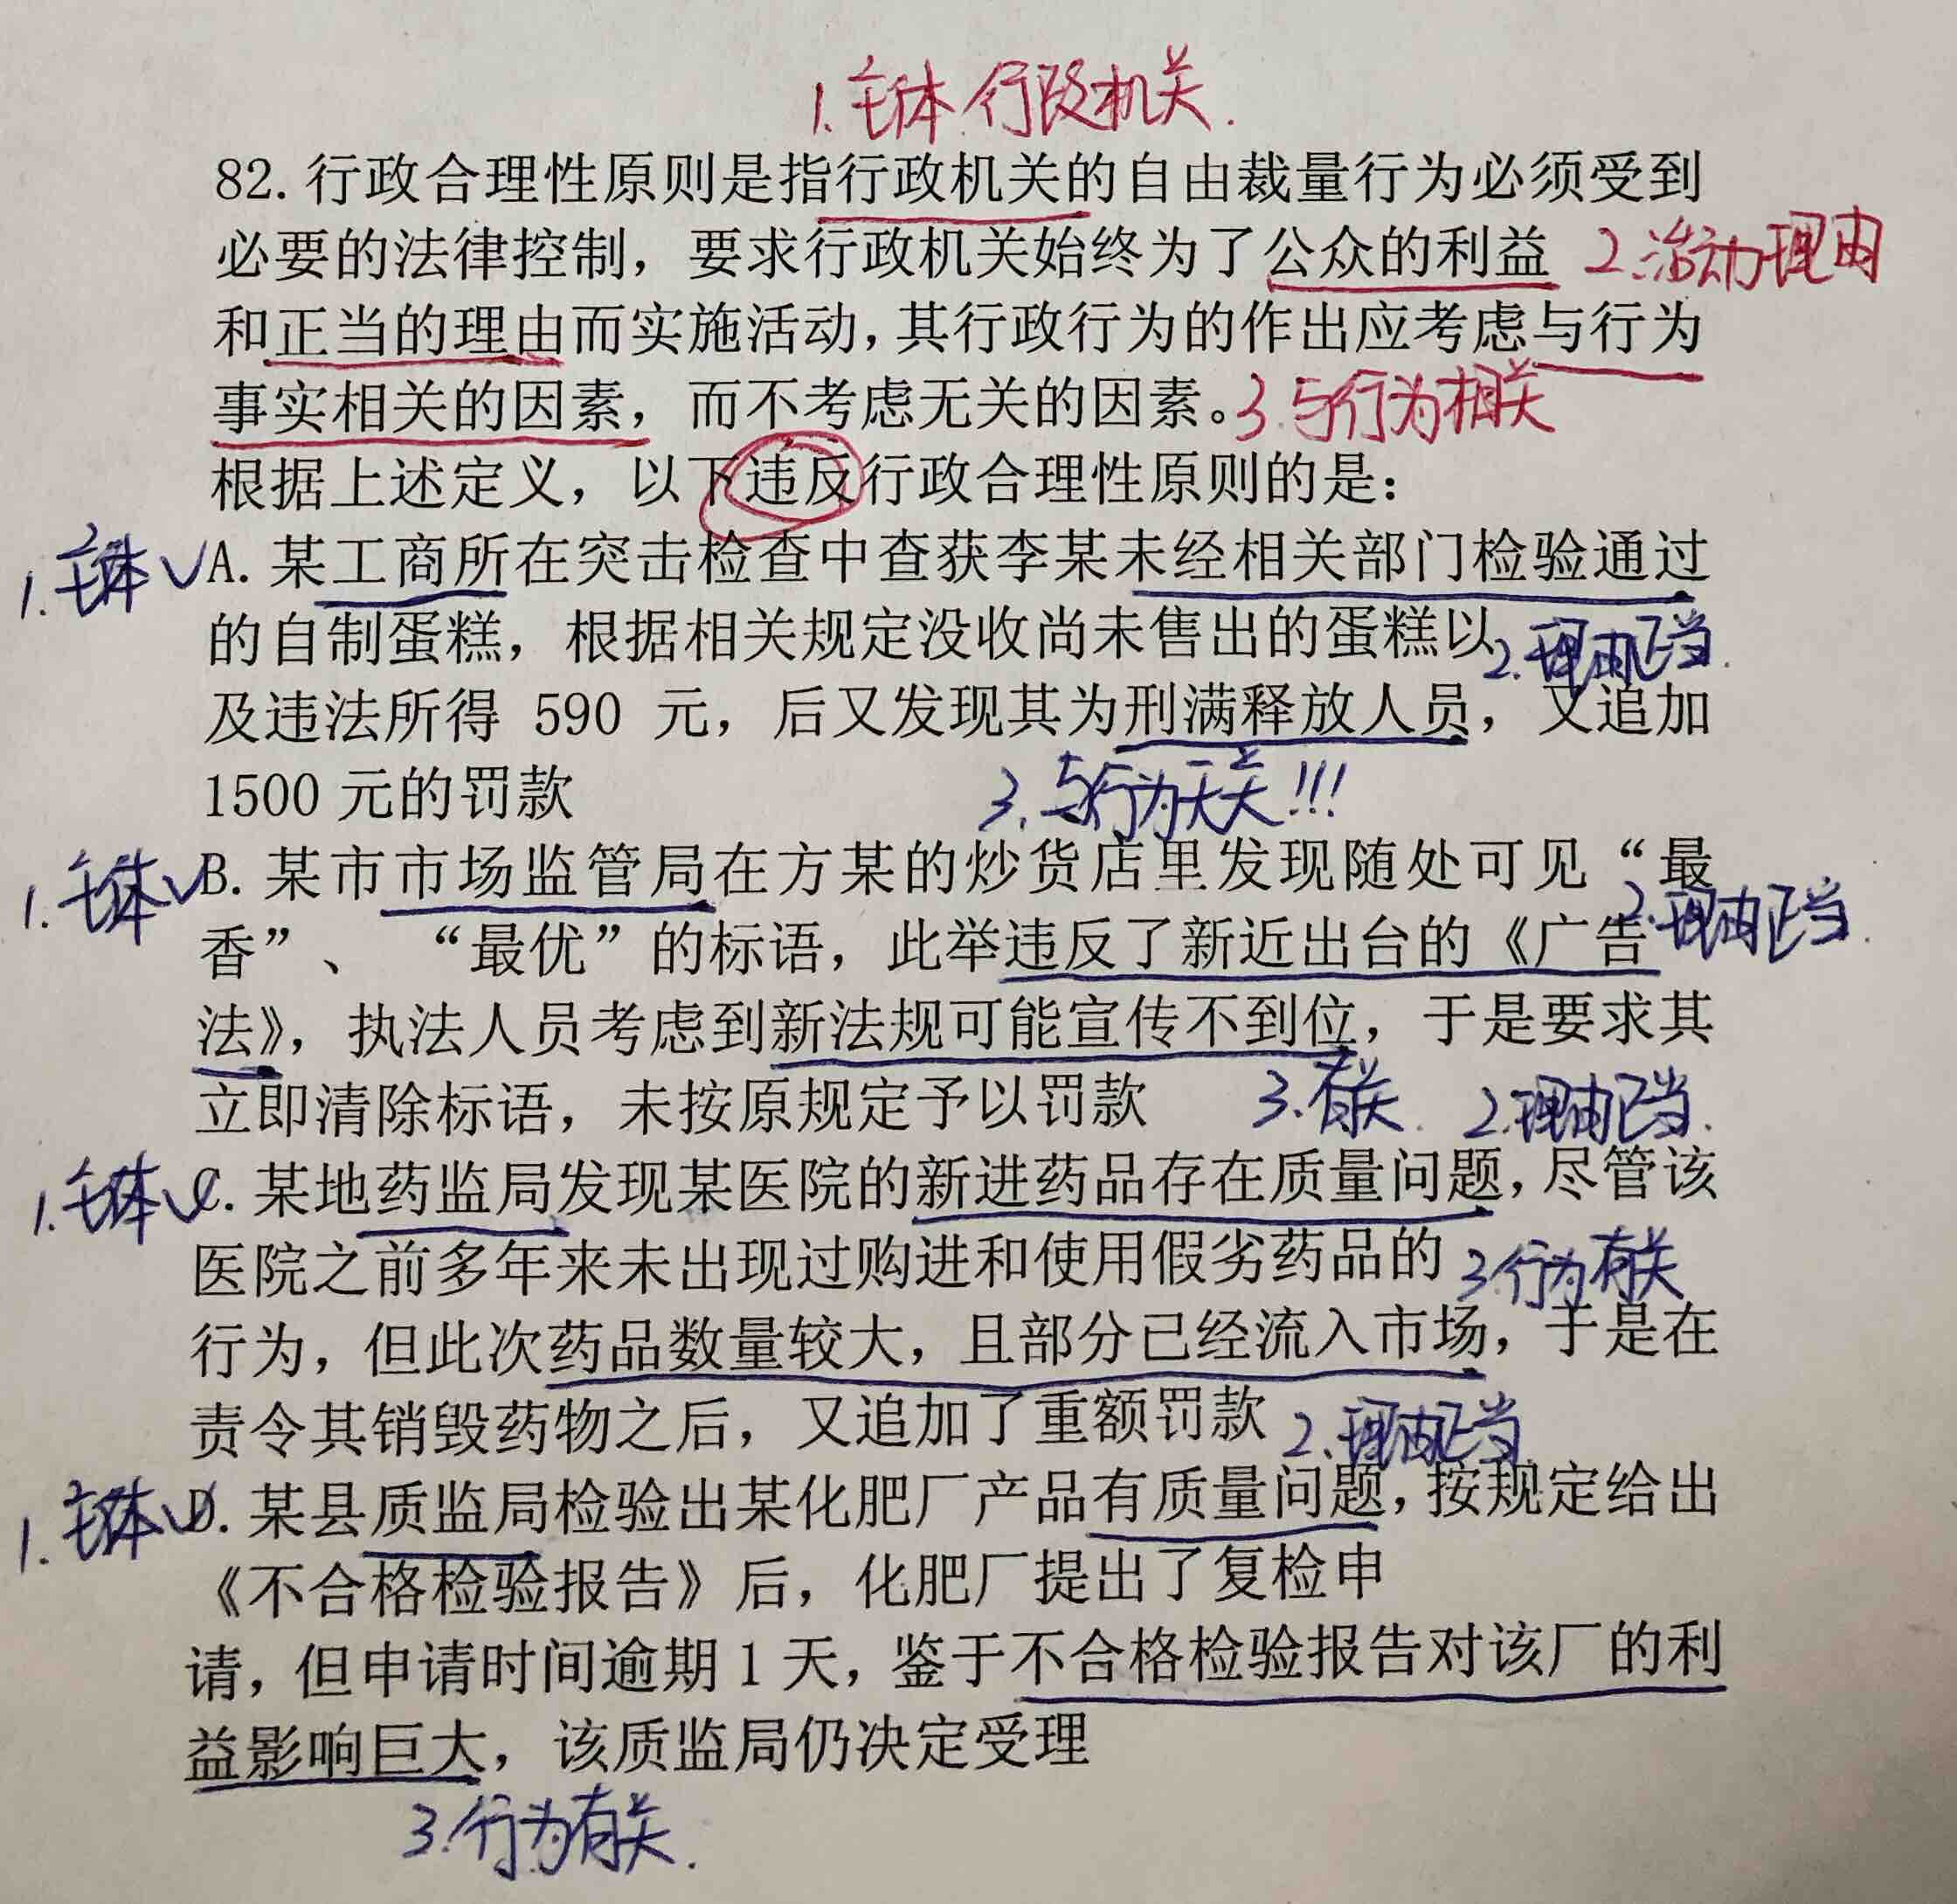 1.主体 行政机关.
82. 行政合理性原则是指行政机关的自由裁量行为必须受到
必要的法律控制，要求行政机关始终为了公众的利益 2.活动理由
和正当的理由而实施活动，其行政行为的作出应考虑与行为
事实相关的因素，而不考虑无关的因素。3.与行为相关
根据上述定义，以下违反行政合理性原则的是：
1.主体√A. 某工商所在突击检查中查获李某未经相关部门检验通过
的自制蛋糕，根据相关规定没收尚未售出的蛋糕以 2.理由正当.
及违法所得 590 元，后又发现其为刑满释放人员，又追加
1500 元的罚款 3.与行为无关!!!
1.主体√B. 某市市场监管局在方某的炒货店里发现随处可见“最
2.理由正当.
香”、 “最优”的标语，此举违反了新近出台的《广告
法》，执法人员考虑到新法规可能宣传不到位，于是要求其
立即清除标语，未按原规定予以罚款 3.有关. 2.理由正当.
1.主体√C. 某地药监局发现某医院的新进药品存在质量问题，尽管该
医院之前多年来未出现过购进和使用假劣药品的 3.行为有关
行为，但此次药品数量较大，且部分已经流入市场，于是在
责令其销毁药物之后，又追加了重额罚款 2.理由正当.
1.主体√D. 某县质监局检验出某化肥厂产品有质量问题，按规定给出
《不合格检验报告》后，化肥厂提出了复检申
请，但申请时间逾期 1 天，鉴于不合格检验报告对该厂的利
益影响巨大，该质监局仍决定受理
3.行为有关.